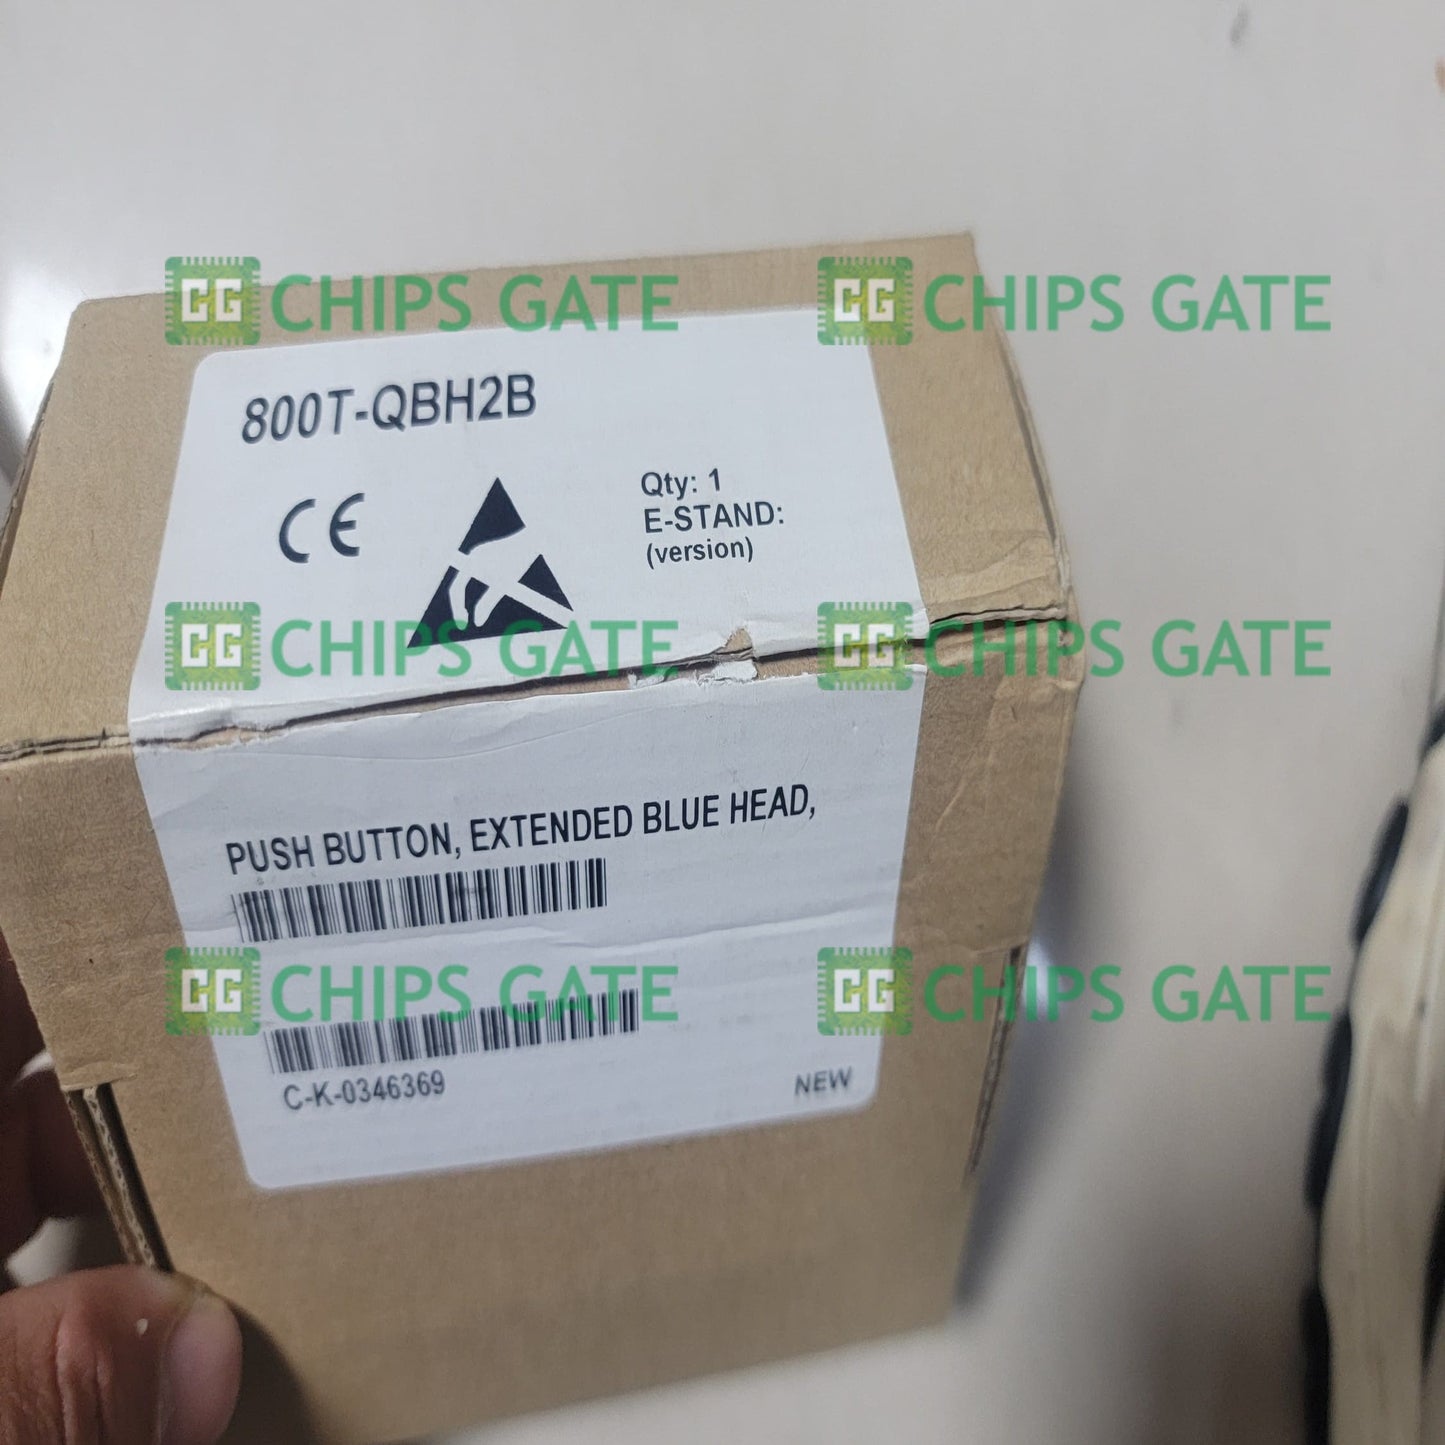 CG CHIPS GATE CG CHIPS GATE
800T-QBH2B
CE
Qty: 1
E-STAND:
(version)
CG CHIPS GATE CG CHIPS GATE
PUSH BUTTON, EXTENDED BLUE HEAD,
CG CHIPS GATE CG CHIPS GATE
C-K-0346369
NEW